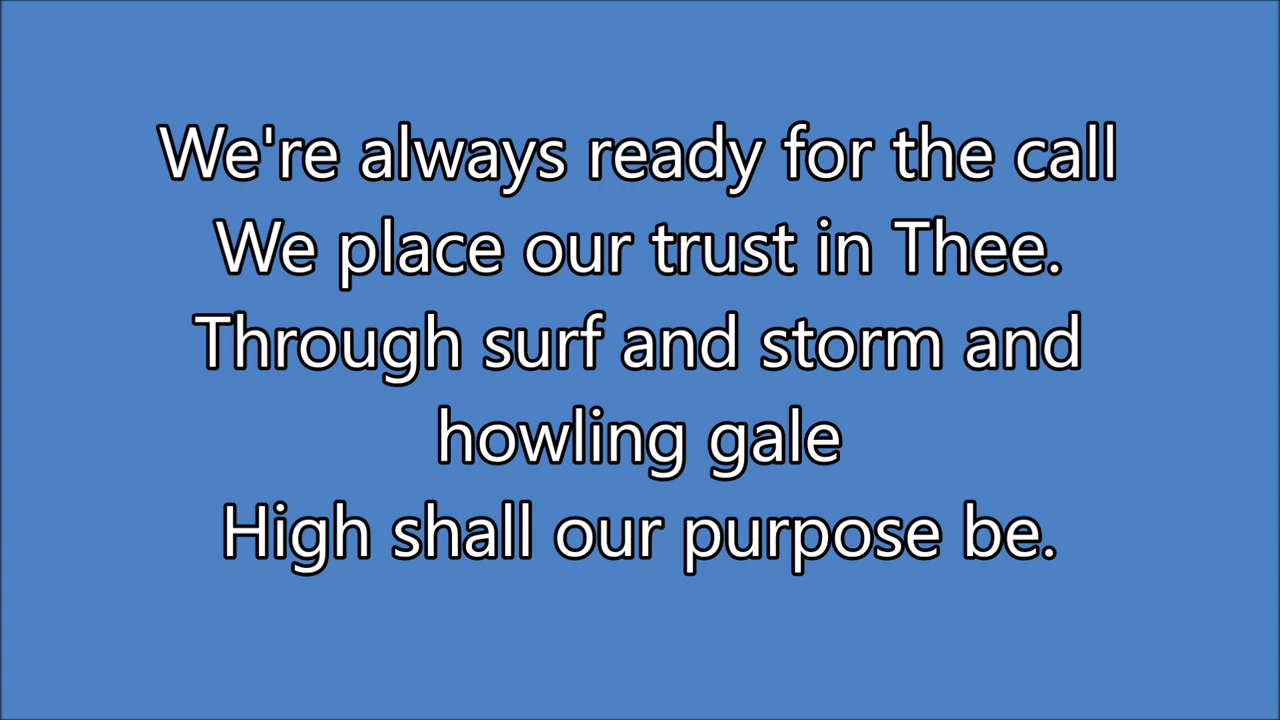 We're always ready for the call
We place our trust in Thee.
Through surf and storm and
howling gale
High shall our purpose be.